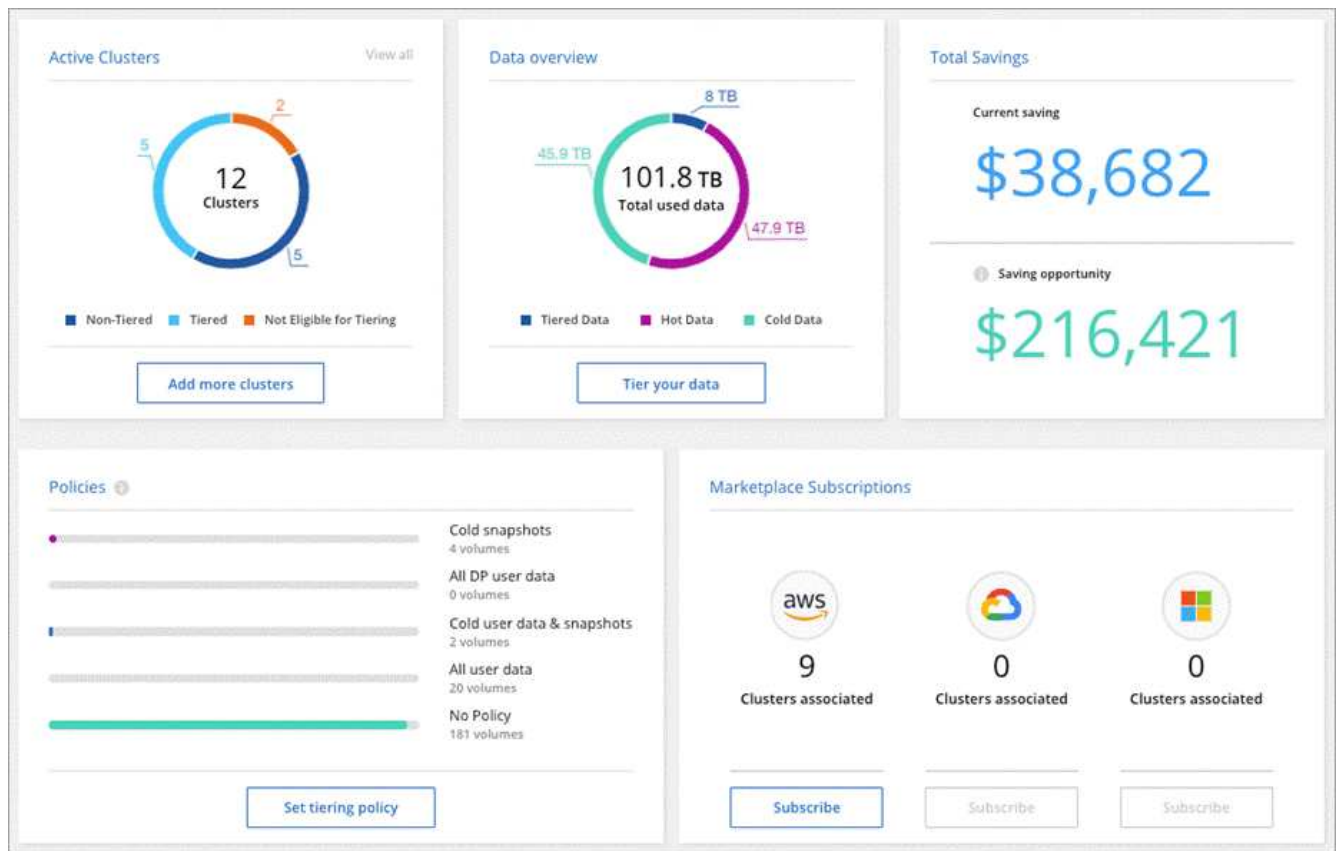 Active Clusters
View all
2
5
12
Clusters
5
Non-Tiered
Tiered
Not Eligible for Tiering
Add more clusters
Data overview
8 TB
45.9 TB
101.8 TB
Total used data
47.9 TB
Tiered Data
Hot Data
Cold Data
Tier your data
Total Savings
Current saving
$38,682
Saving opportunity
$216,421
Policies
Cold snapshots
4 volumes
All DP user data
0 volumes
Cold user data & snapshots
2 volumes
All user data
20 volumes
No Policy
181 volumes
Set tiering policy
Marketplace Subscriptions
aws
9
Clusters associated
Subscribe
0
Clusters associated
Subscribe
0
Clusters associated
Subscribe